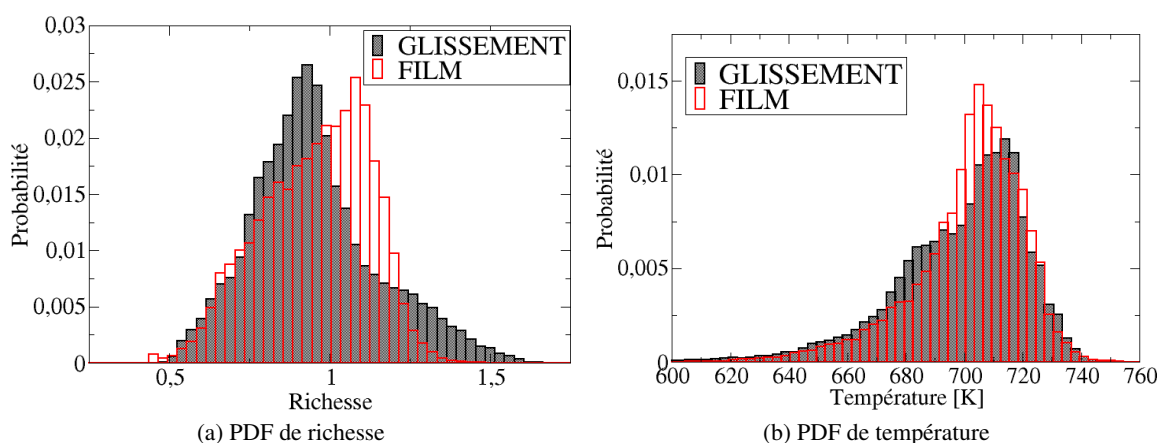 0,03
0,025
0,02
0,015
0,01
0,005
0
Probabilité
GLISSEMENT
FILM
0,5
1
1,5
Richesse
(a) PDF de richesse
0,015
0,01
0,005
0
Probabilité
GLISSEMENT
FILM
600 620 640 660 680 700 720 740 760
Température [K]
(b) PDF de température